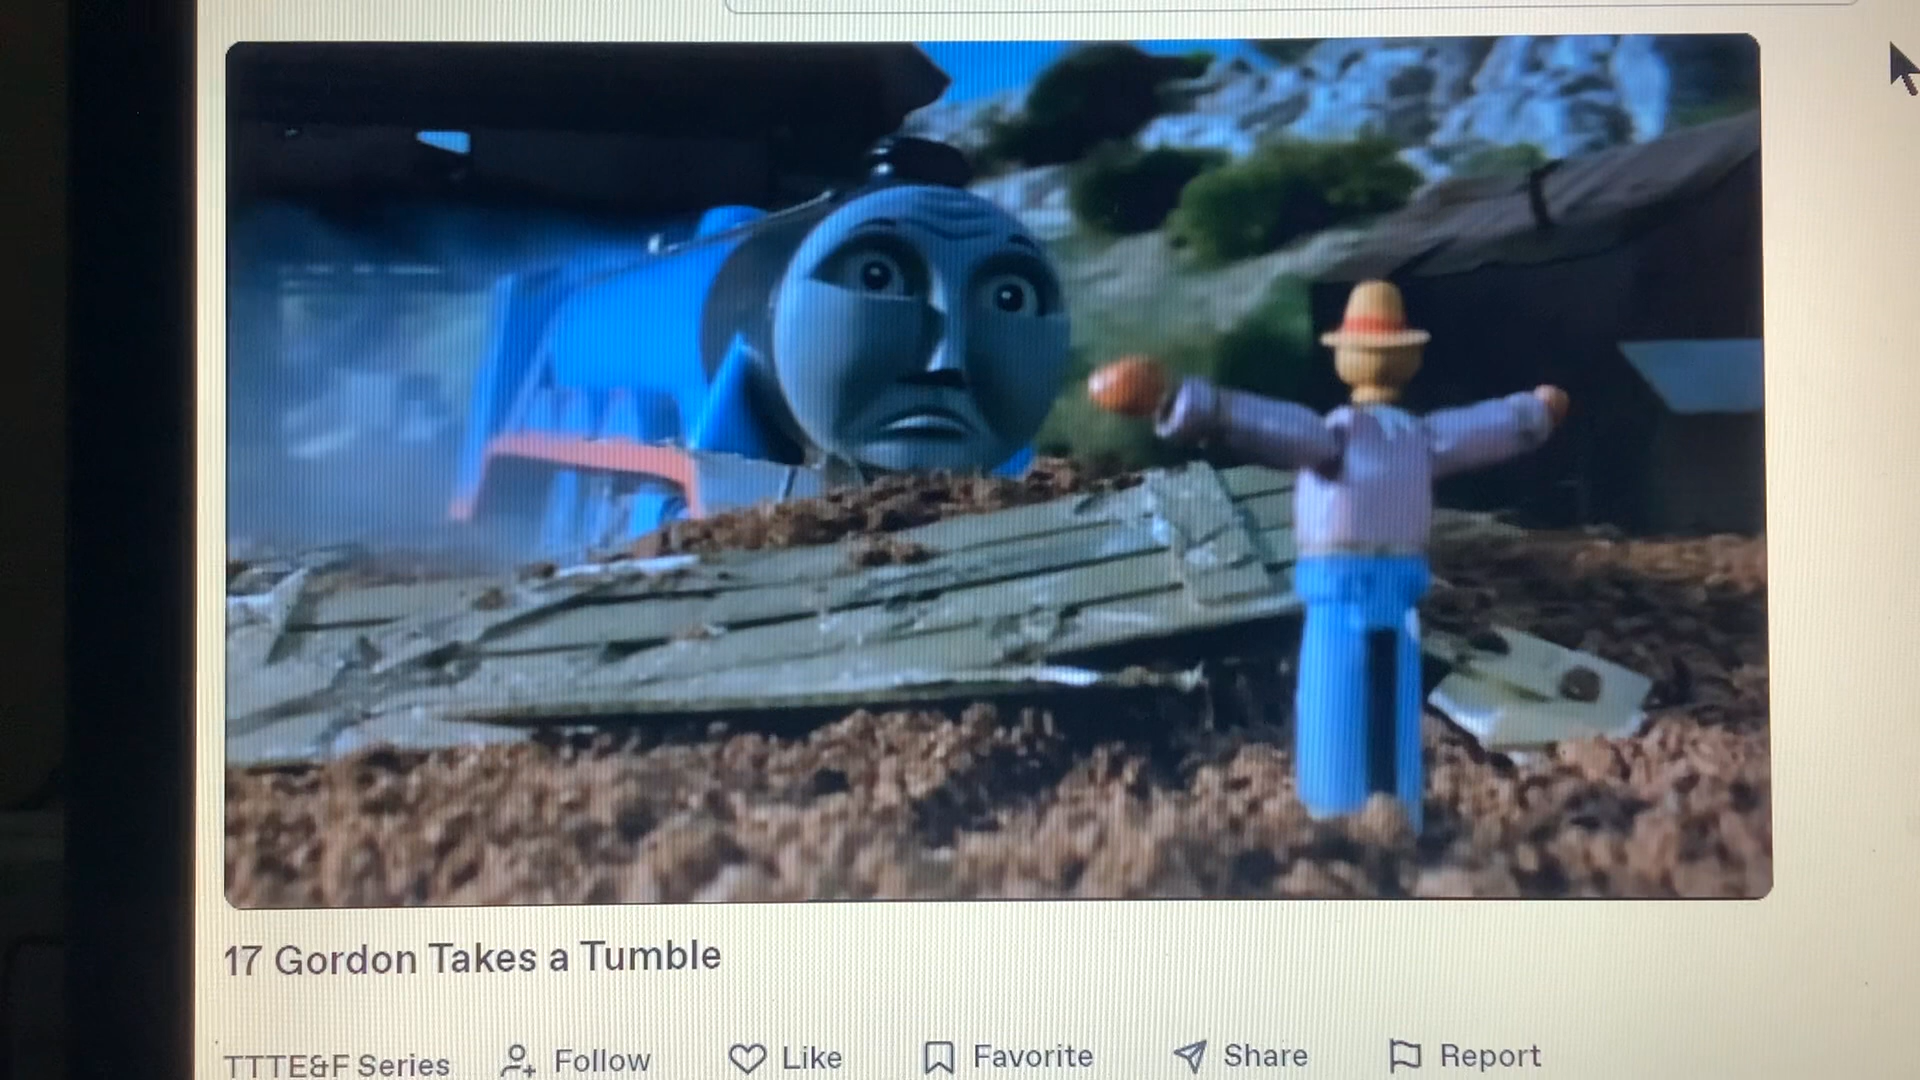 17 Gordon Takes a Tumble
TTTE&F Series Follow Like Favorite Share Report